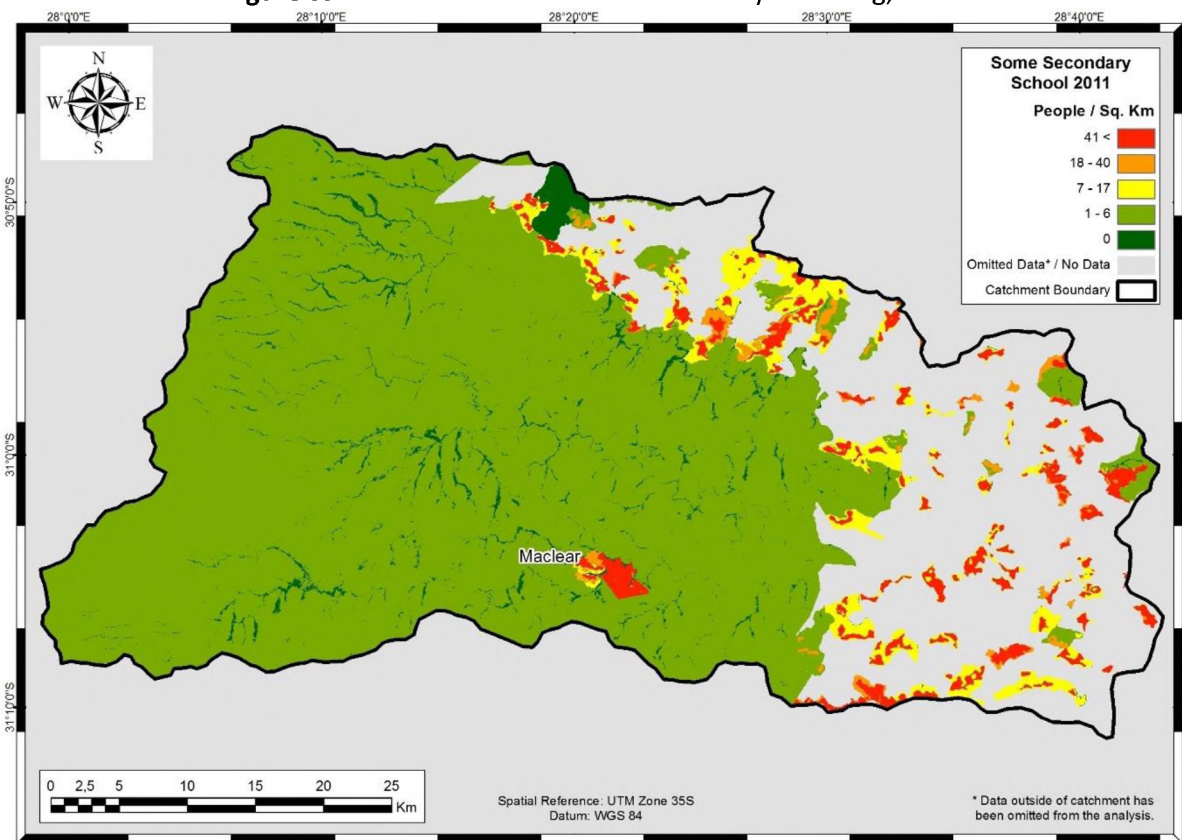 28°0'0"E 28°10'0"E 28°20'0"E 28°30'0"E 28°40'0"E
N
W E
S
Some Secondary
School 2011
People / Sq. Km
41 <
18 - 40
7 - 17
1 - 6
0
Omitted Data* / No Data
Catchment Boundary
30°50'0"S
31°0'0"S
31°10'0"S
Maclear
0 2,5 5 10 15 20 25
Km
Spatial Reference: UTM Zone 35S
Datum: WGS 84
* Data outside of catchment has
been omitted from the analysis.